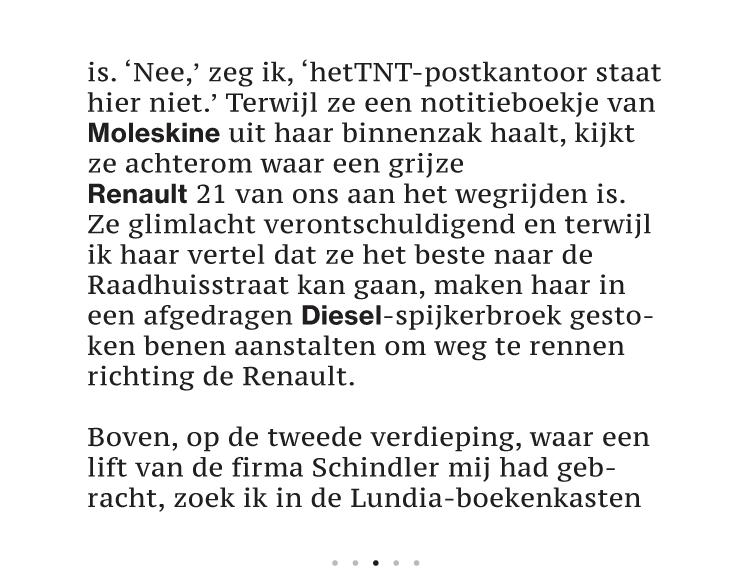 is. ‘Nee,’ zeg ik, ‘hetTNT-postkantoor staat
hier niet.’ Terwijl ze een notitieboekje van
Moleskine uit haar binnenzak haalt, kijkt
ze achterom waar een grijze
Renault 21 van ons aan het wegrijden is.
Ze glimlacht verontschuldigend en terwijl
ik haar vertel dat ze het beste naar de
Raadhuisstraat kan gaan, maken haar in
een afgedragen Diesel-spijkerbroek gesto-
ken benen aanstalten om weg te rennen
richting de Renault.

Boven, op de tweede verdieping, waar een
lift van de firma Schindler mij had geb-
racht, zoek ik in de Lundia-boekenkasten